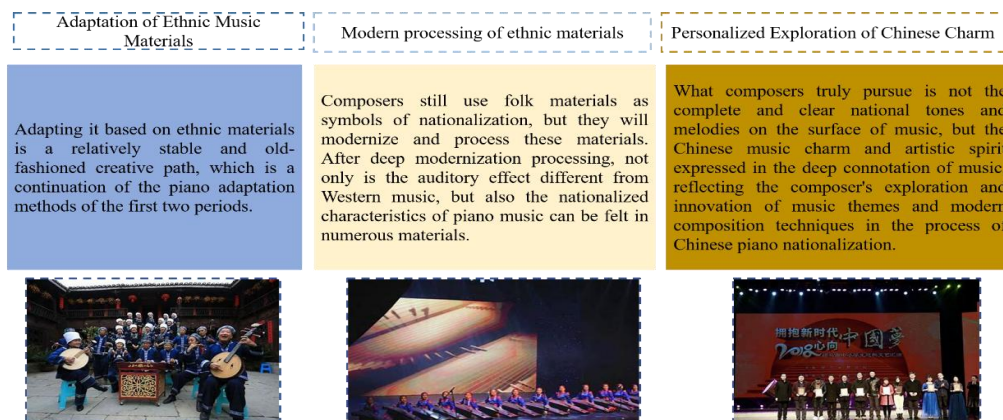 Adaptation of Ethnic Music
Materials
Modern processing of ethnic materials
Personalized Exploration of Chinese Charm
Adapting it based on ethnic materials
is a relatively stable and old-
fashioned creative path, which is a
continuation of the piano adaptation
methods of the first two periods.
Composers still use folk materials as
symbols of nationalization, but they will
modernize and process these materials.
After deep modernization processing, not
only is the auditory effect different from
Western music, but also the nationalized
characteristics of piano music can be felt in
numerous materials.
What composers truly pursue is not the
complete and clear national tones and
melodies on the surface of music, but the
Chinese music charm and artistic spirit
expressed in the deep connotation of music,
reflecting the composer's exploration and
innovation of music themes and modern
composition techniques in the process of
Chinese piano nationalization.
拥抱新时代
2018心向中國夢